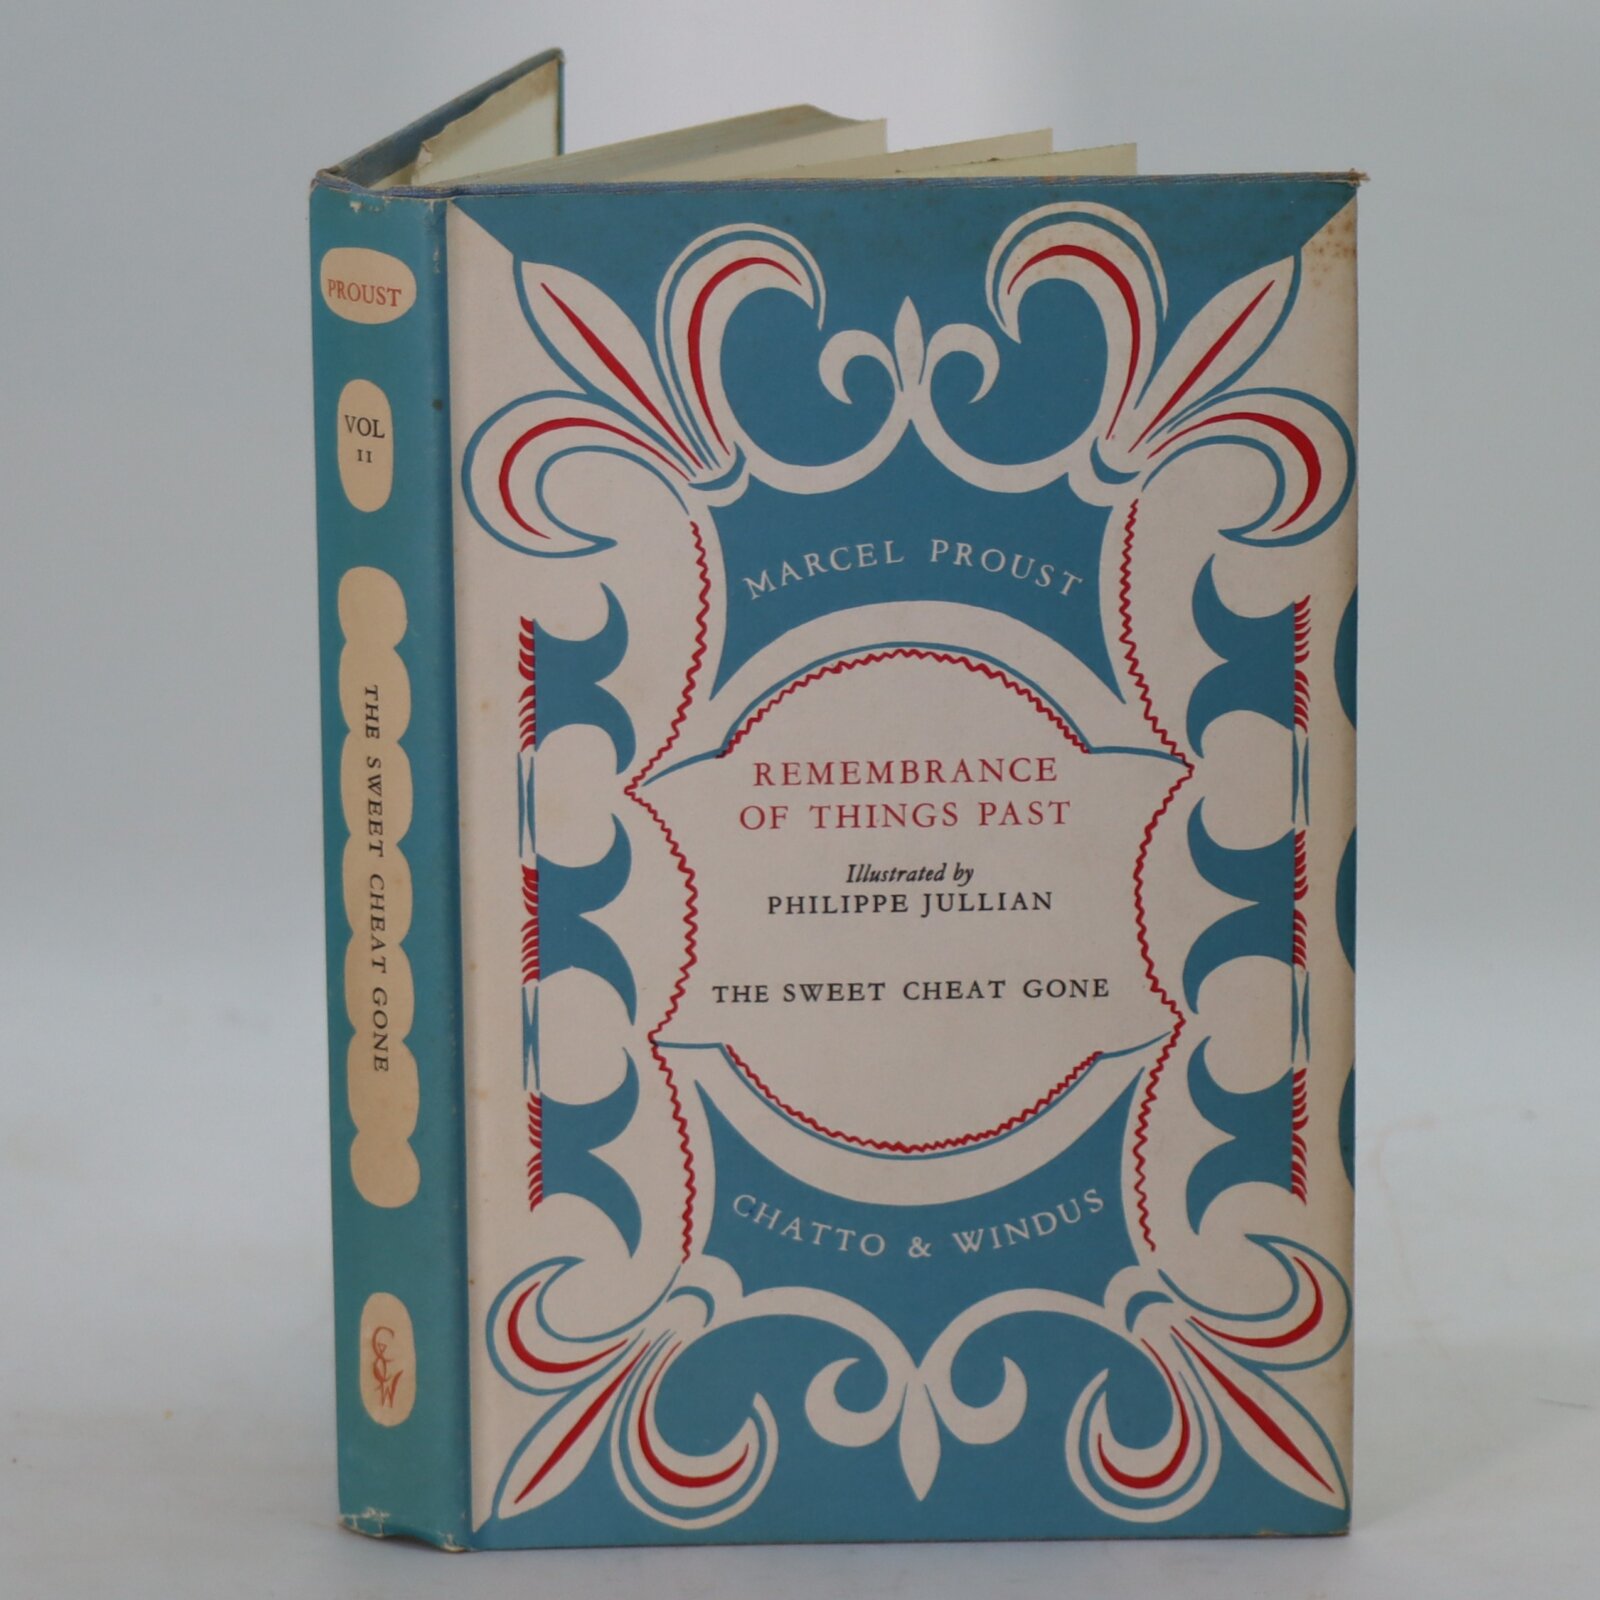 PROUST
VOL
11
THE SWEET CHEAT GONE
C&W
MARCEL PROUST
REMEMBRANCE
OF THINGS PAST
Illustrated by
PHILIPPE JULLIAN
THE SWEET CHEAT GONE
CHATTO & WINDUS